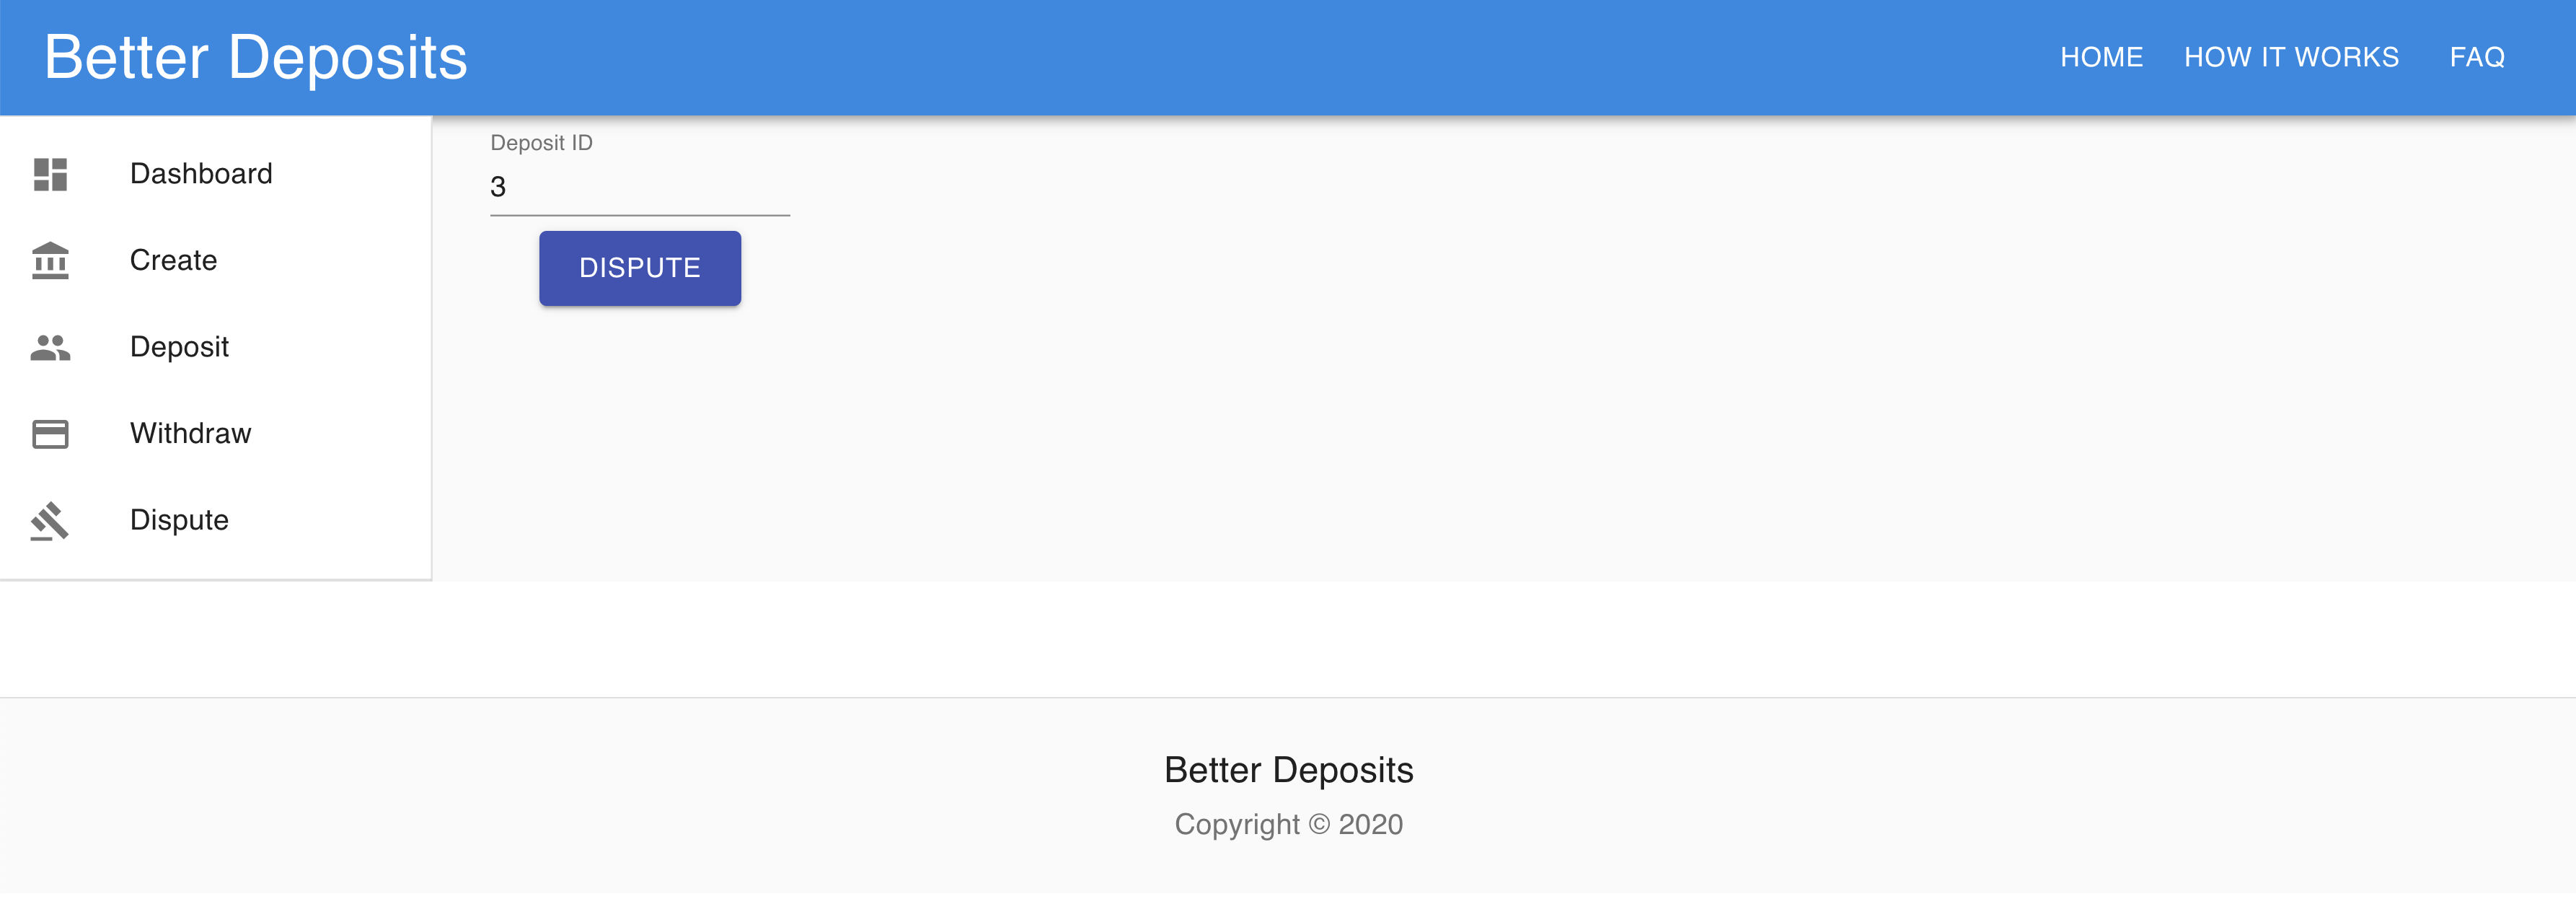 Better Deposits
HOME HOW IT WORKS FAQ
Dashboard
Create
Deposit
Withdraw
Dispute
Deposit ID
3
DISPUTE
Better Deposits
Copyright © 2020